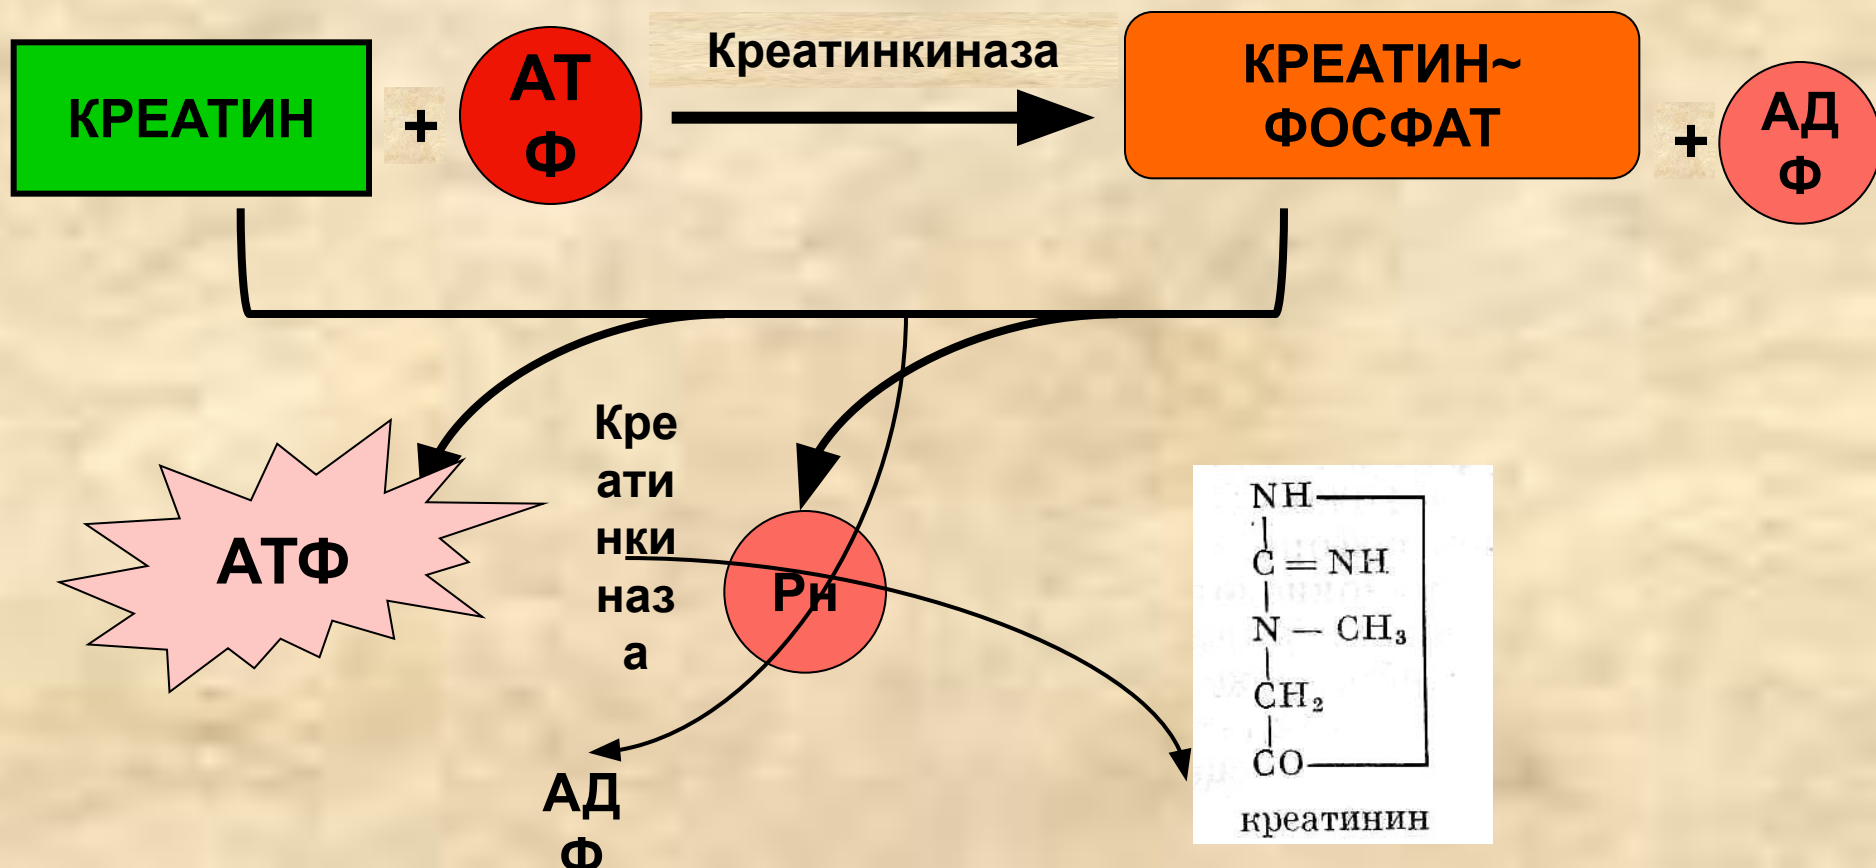 КРЕАТИН
+
АТ
Ф
Креатинкиназа
КРЕАТИН~
ФОСФАТ
+
АД
Ф
АТФ
Кре
ати
нки
наз
а
Рн
АД
Ф
NH
C = NH
N — CH₃
CH₂
CO
креатинин